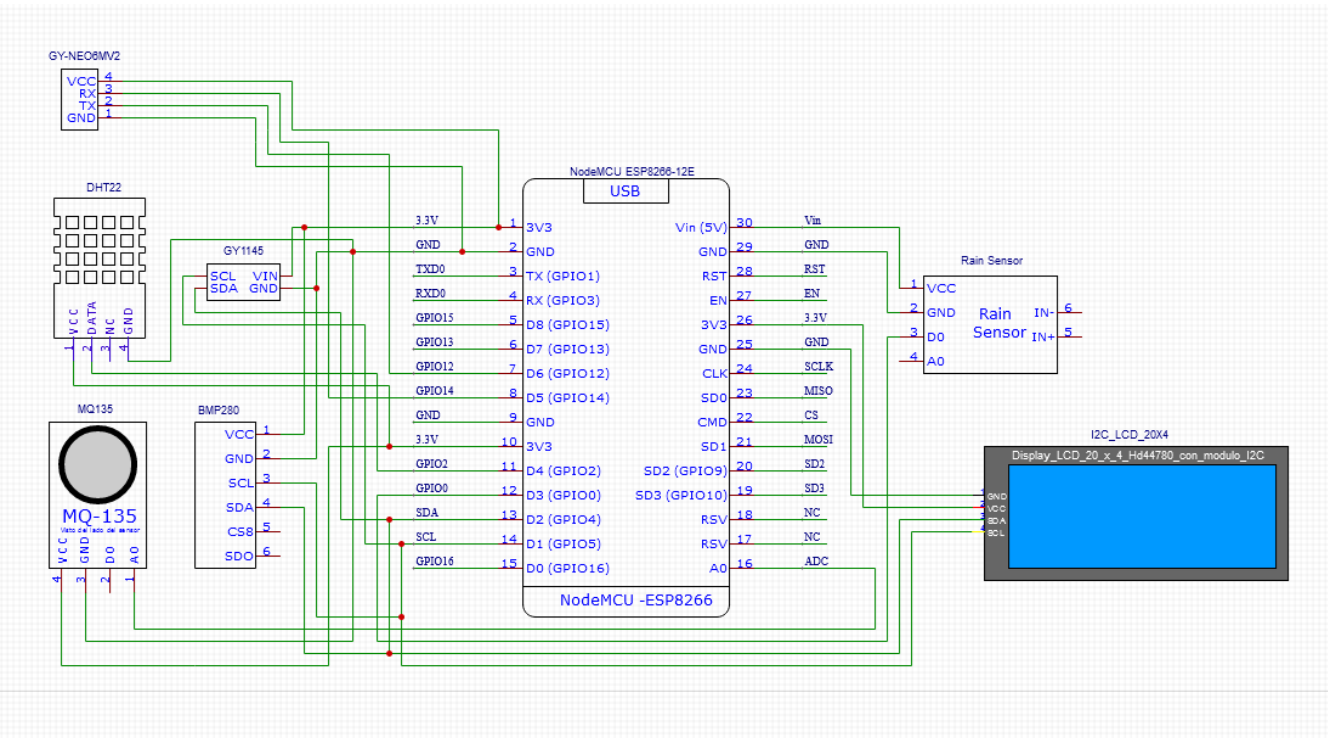 GY-NEO6MV2
VCC 4
RX 3
TX 2
GND 1
DHT22
VCC 1
DATA 2
NC 3
GND 4
GY1145
SCL VIN
SDA GND
MQ135
MQ-135
Vista del lado del sensor
VCC 4
GND 3
DO 2
AO 1
BMP280
VCC 1
GND 2
SCL 3
SDA 4
CS8 5
SDO 6
NodeMCU ESP8266-12E
USB
3.3V 1 3V3
GND 2 GND
TXD0 3 TX (GPIO1)
RXD0 4 RX (GPIO3)
GPIO15 5 D8 (GPIO15)
GPIO13 6 D7 (GPIO13)
GPIO12 7 D6 (GPIO12)
GPIO14 8 D5 (GPIO14)
GND 9 GND
3.3V 10 3V3
GPIO2 11 D4 (GPIO2)
GPIO0 12 D3 (GPIO0)
SDA 13 D2 (GPIO4)
SCL 14 D1 (GPIO5)
GPIO16 15 D0 (GPIO16)
Vin (5V) 30 Vin
GND 29 GND
RST 28 RST
EN 27 EN
3V3 26 3.3V
GND 25 GND
CLK 24 SCLK
SD0 23 MISO
CMD 22 CS
SD1 21 MOSI
SD2 (GPIO9) 20 SD2
SD3 (GPIO10) 19 SD3
RSV 18 NC
RSV 17 NC
A0 16 ADC
NodeMCU -ESP8266
Rain Sensor
1 VCC
2 GND
3 D0
4 A0
Rain
Sensor
IN- 6
IN+ 5
I2C_LCD_20X4
Display_LCD_20_x_4_Hd44780_con_modulo_I2C
GND
VCC
SDA
SCL